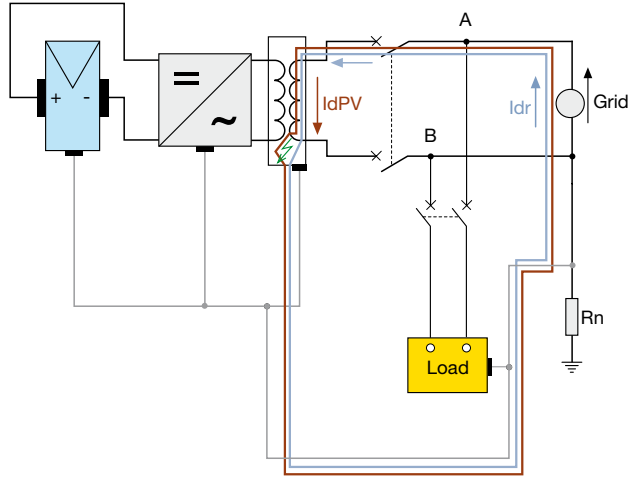 A
+ -
=
~
IdPV
Idr
Grid
B
Rn
Load